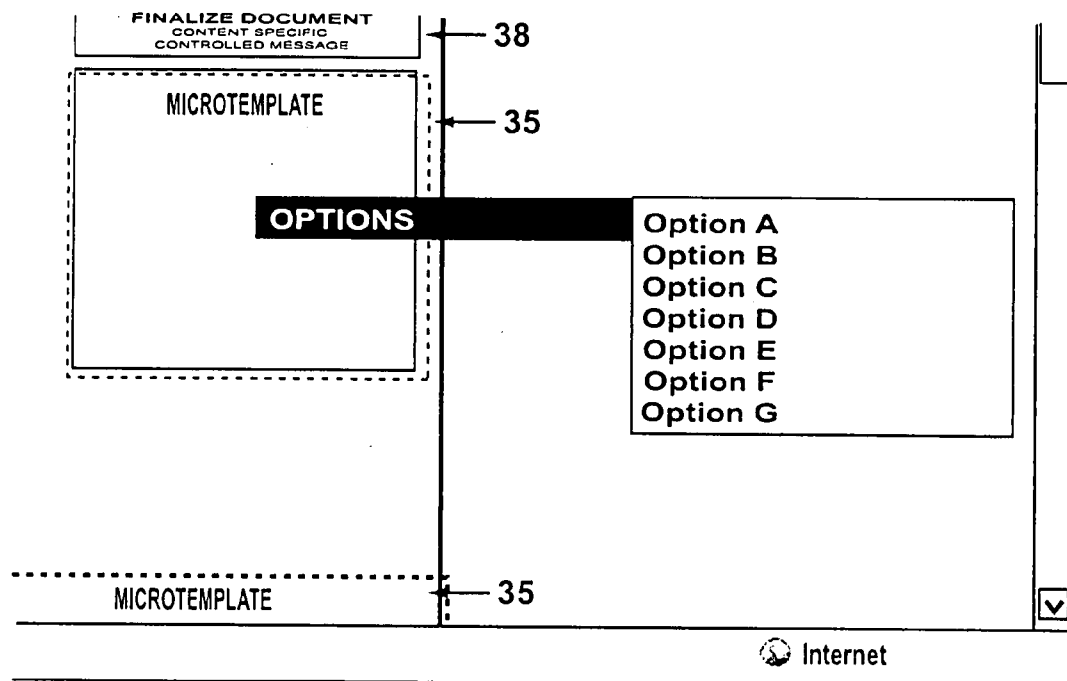 FINALIZE DOCUMENT
CONTENT SPECIFIC
CONTROLLED MESSAGE
38
MICROTEMPLATE
35
OPTIONS
Option A
Option B
Option C
Option D
Option E
Option F
Option G
MICROTEMPLATE
35
Internet